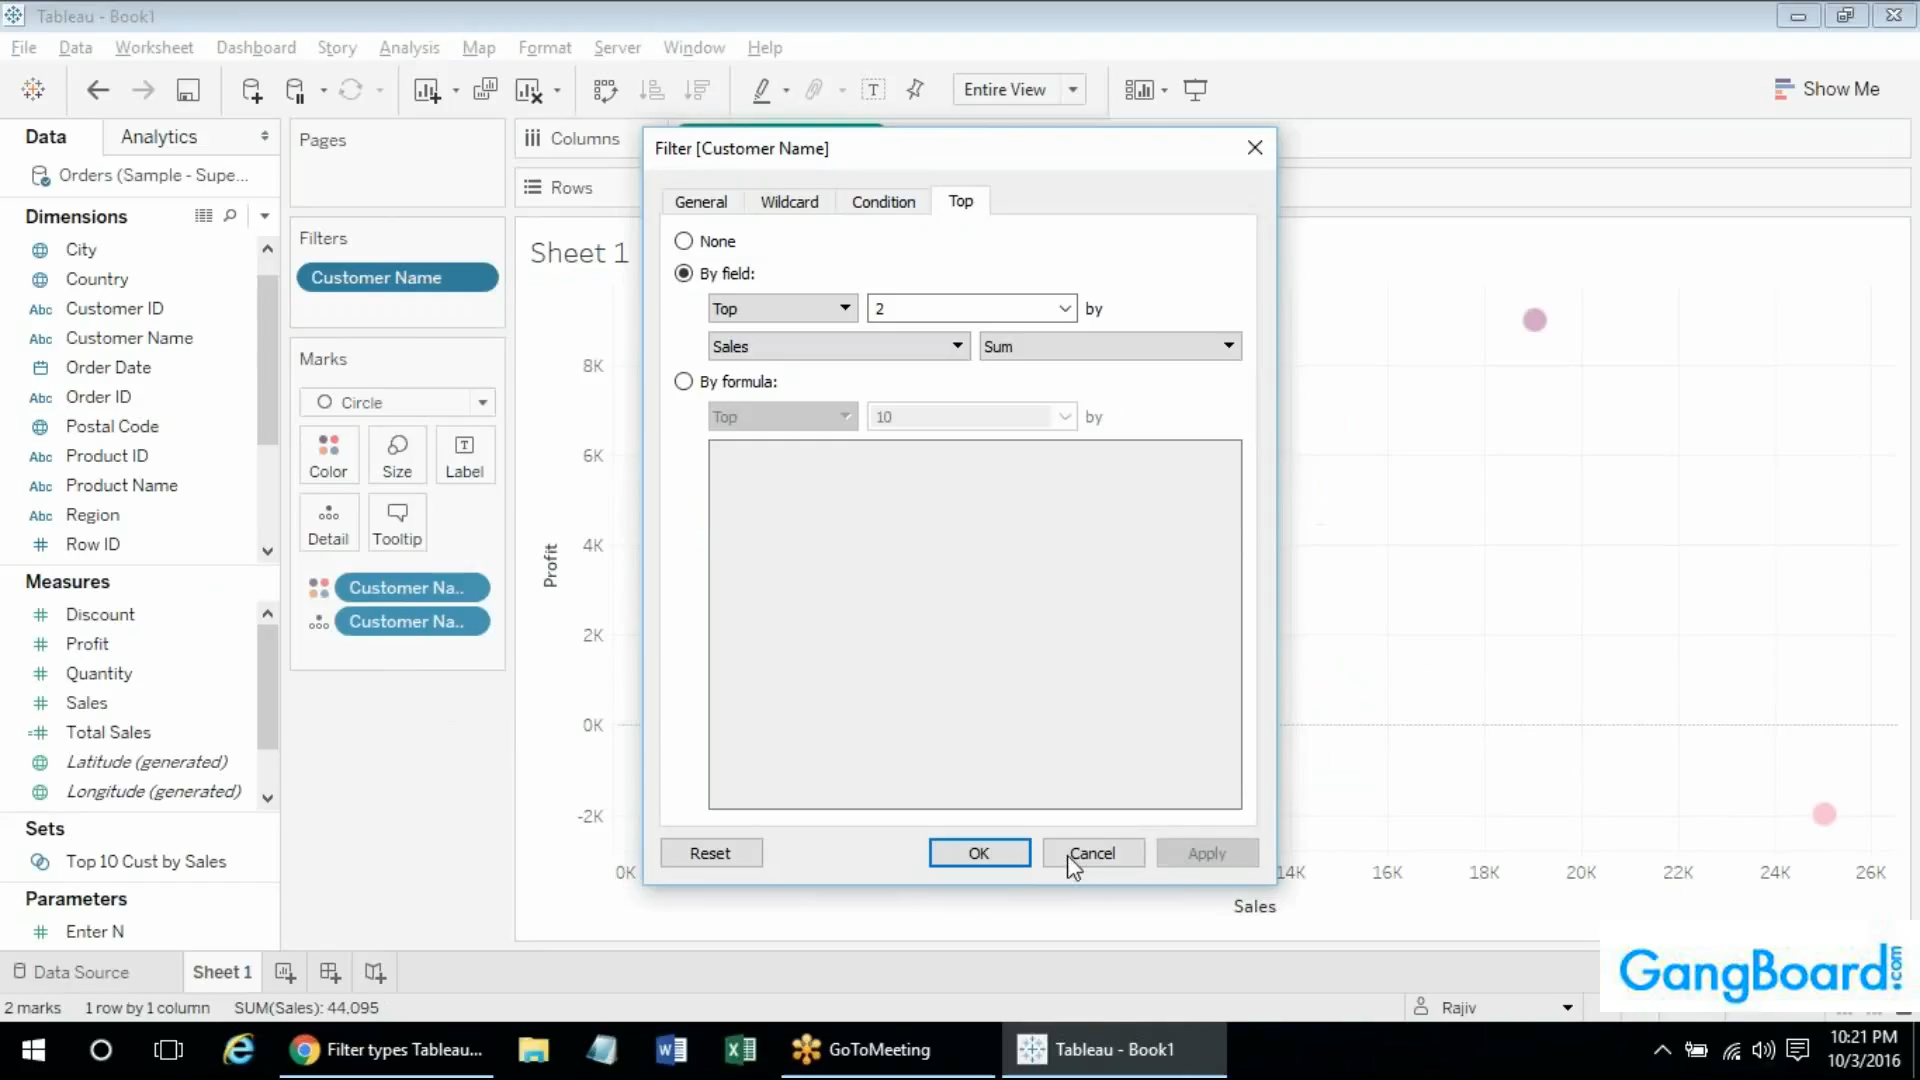 Tableau - Book1
File Data Worksheet Dashboard Story Analysis Map Format Server Window Help
Entire View
Show Me
Data Analytics
Orders (Sample - Supe...
Dimensions
City
Country
Abc Customer ID
Abc Customer Name
Order Date
Abc Order ID
Postal Code
Abc Product ID
Abc Product Name
Abc Region
# Row ID
Measures
# Discount
# Profit
# Quantity
# Sales
=# Total Sales
Latitude (generated)
Longitude (generated)
Sets
Top 10 Cust by Sales
Parameters
# Enter N
Pages
Filters
Customer Name
Marks
Circle
Color Size Label
Detail Tooltip
Customer Na..
Customer Na..
Columns
Rows
Sheet 1
Profit
8K
6K
4K
2K
0K
-2K
0K 14K 16K 18K 20K 22K 24K 26K
Sales
Filter [Customer Name]
General Wildcard Condition Top
None
By field:
Top 2 by
Sales Sum
By formula:
Top 10 by
Reset OK Cancel Apply
GangBoard.com
Data Source Sheet 1
2 marks 1 row by 1 column SUM(Sales): 44,095
Rajiv
Filter types Tableau...
GoToMeeting
Tableau - Book1
10:21 PM
10/3/2016